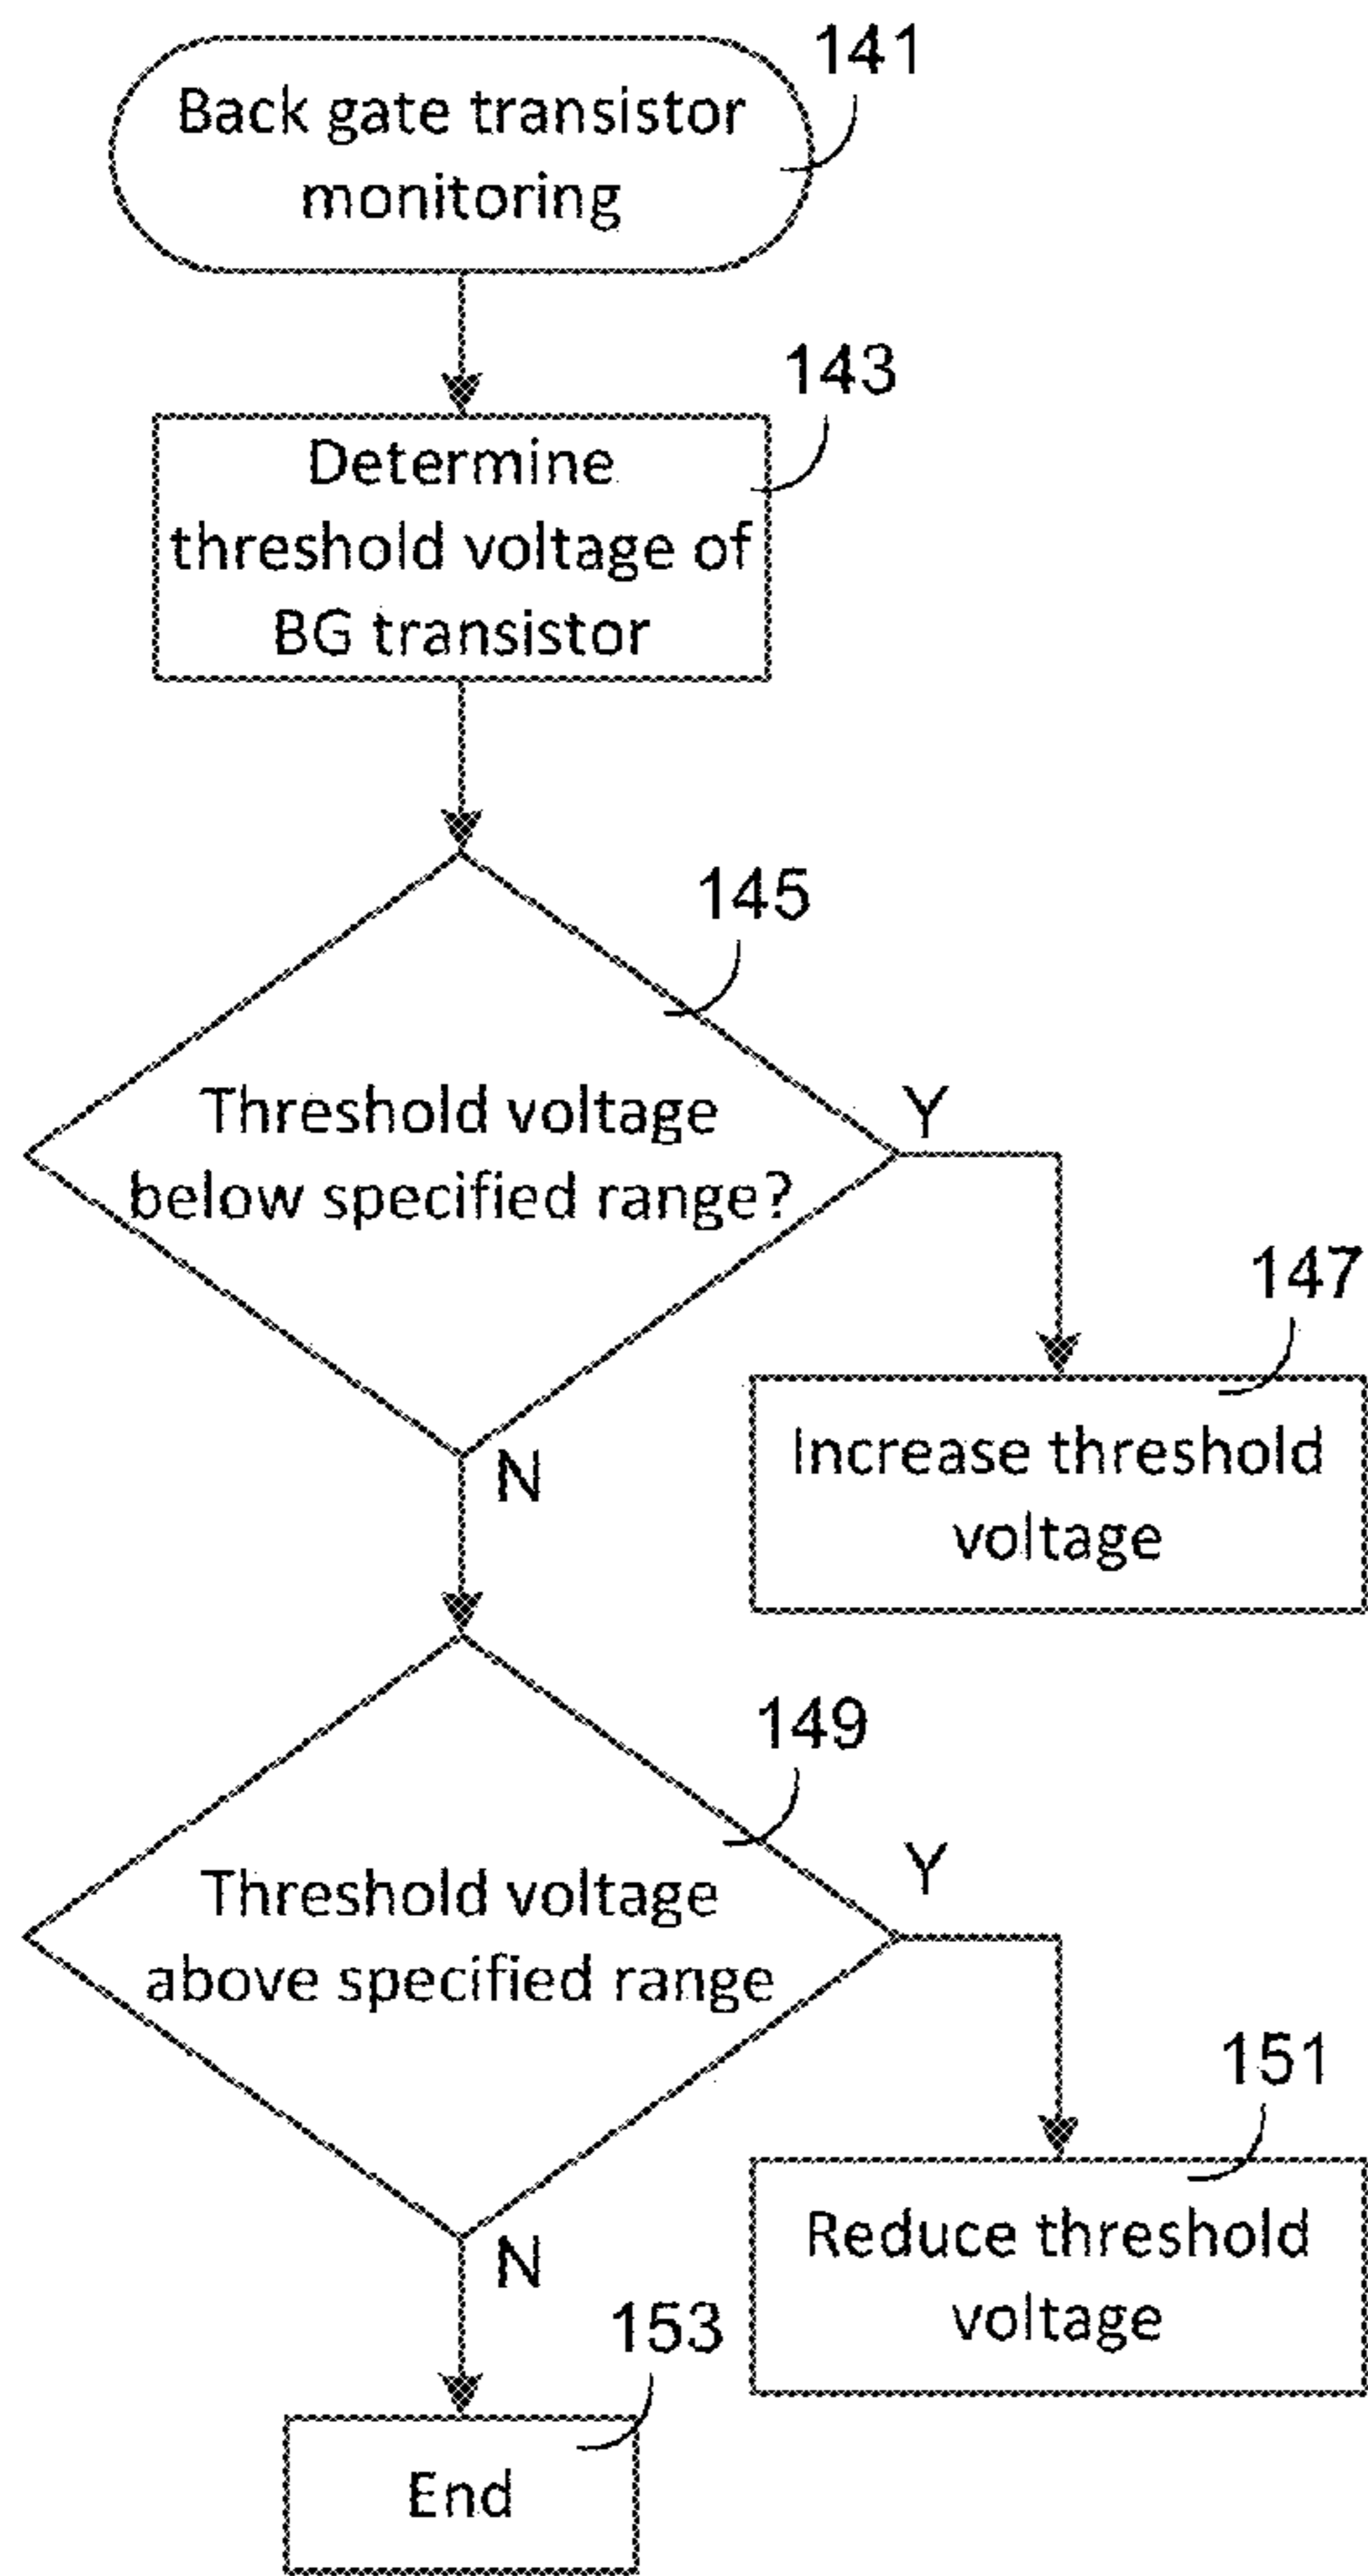 141
Back gate transistor
monitoring
143
Determine
threshold voltage of
BG transistor
145
Threshold voltage
below specified range?
Y
147
Increase threshold
voltage
N
149
Threshold voltage
above specified range
Y
151
Reduce threshold
voltage
N
153
End